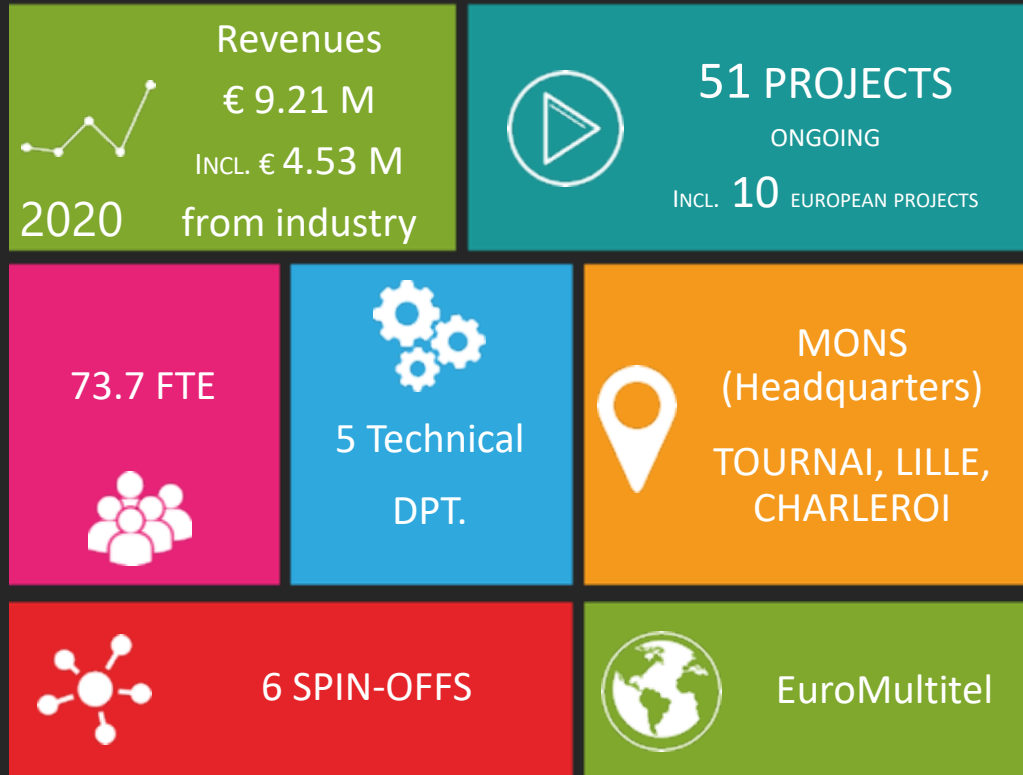 Revenues
€ 9.21 M
INCL. € 4.53 M
2020
from industry
51 PROJECTS
ONGOING
INCL. 10 EUROPEAN PROJECTS
73.7 FTE
5 Technical
DPT.
MONS
(Headquarters)
TOURNAI, LILLE,
CHARLEROI
6 SPIN-OFFS
EuroMultitel